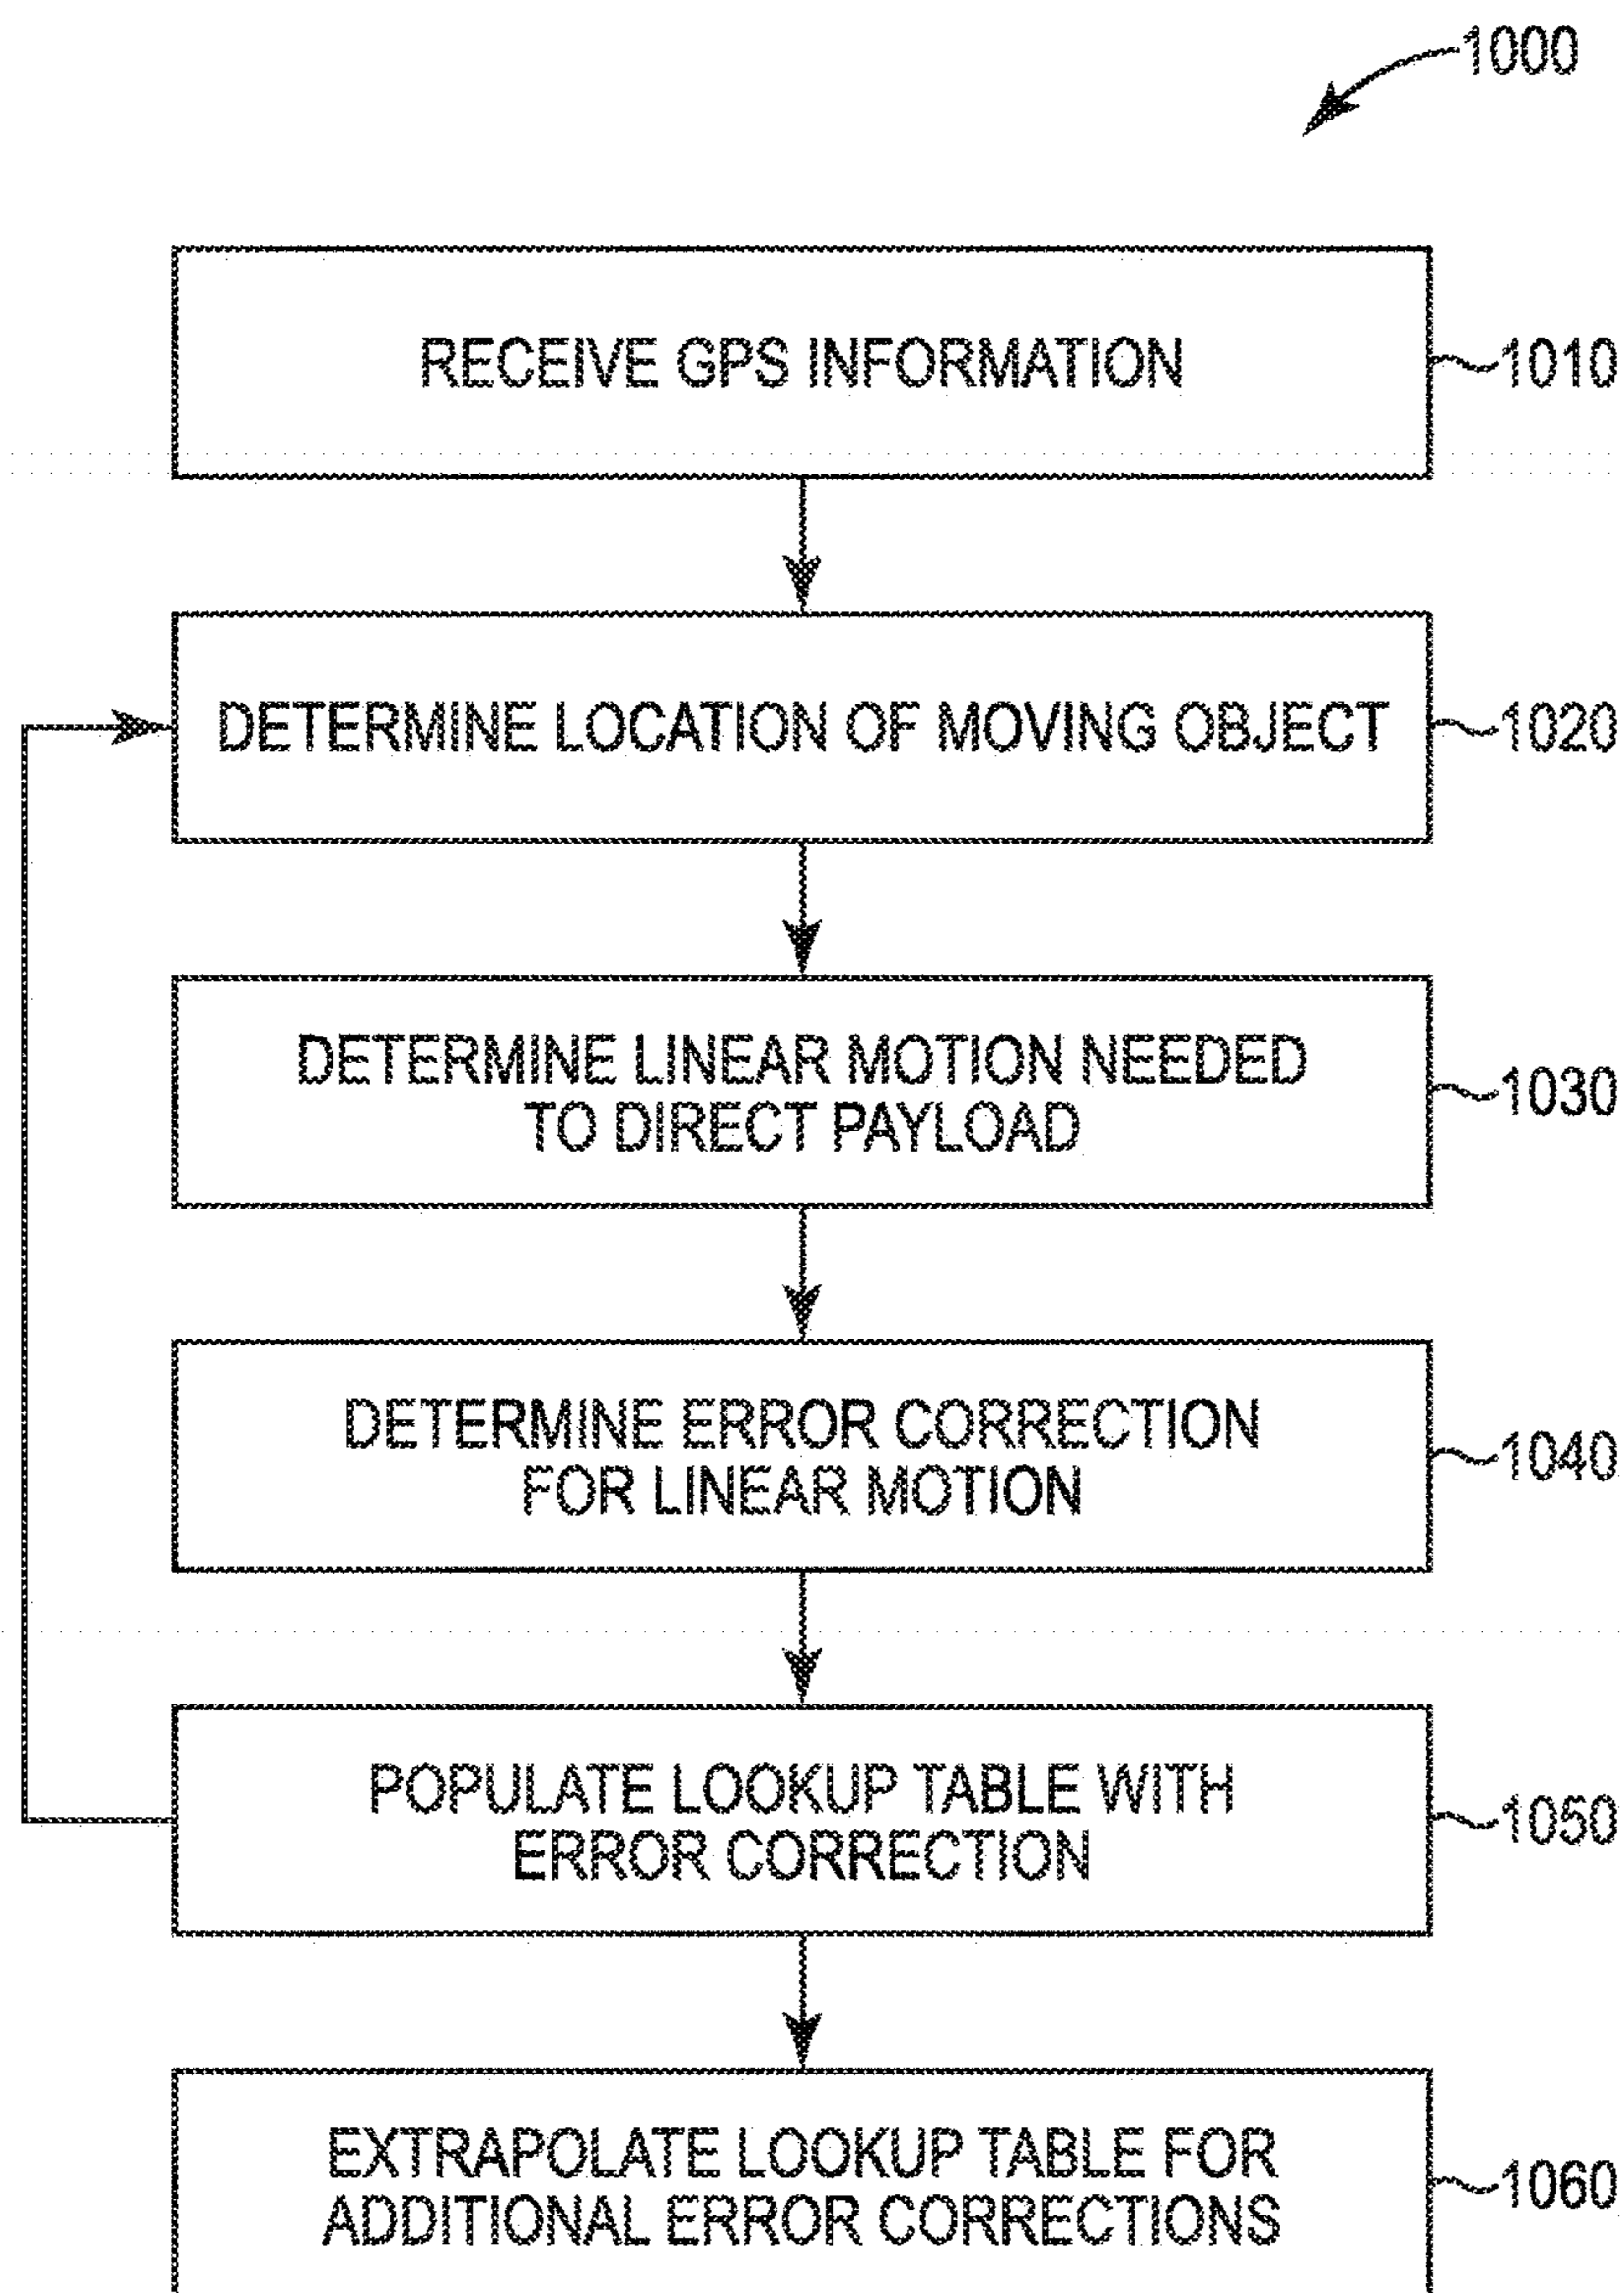 1000
RECEIVE GPS INFORMATION
1010
DETERMINE LOCATION OF MOVING OBJECT
1020
DETERMINE LINEAR MOTION NEEDED
TO DIRECT PAYLOAD
1030
DETERMINE ERROR CORRECTION
FOR LINEAR MOTION
1040
POPULATE LOOKUP TABLE WITH
ERROR CORRECTION
1050
EXTRAPOLATE LOOKUP TABLE FOR
ADDITIONAL ERROR CORRECTIONS
1060